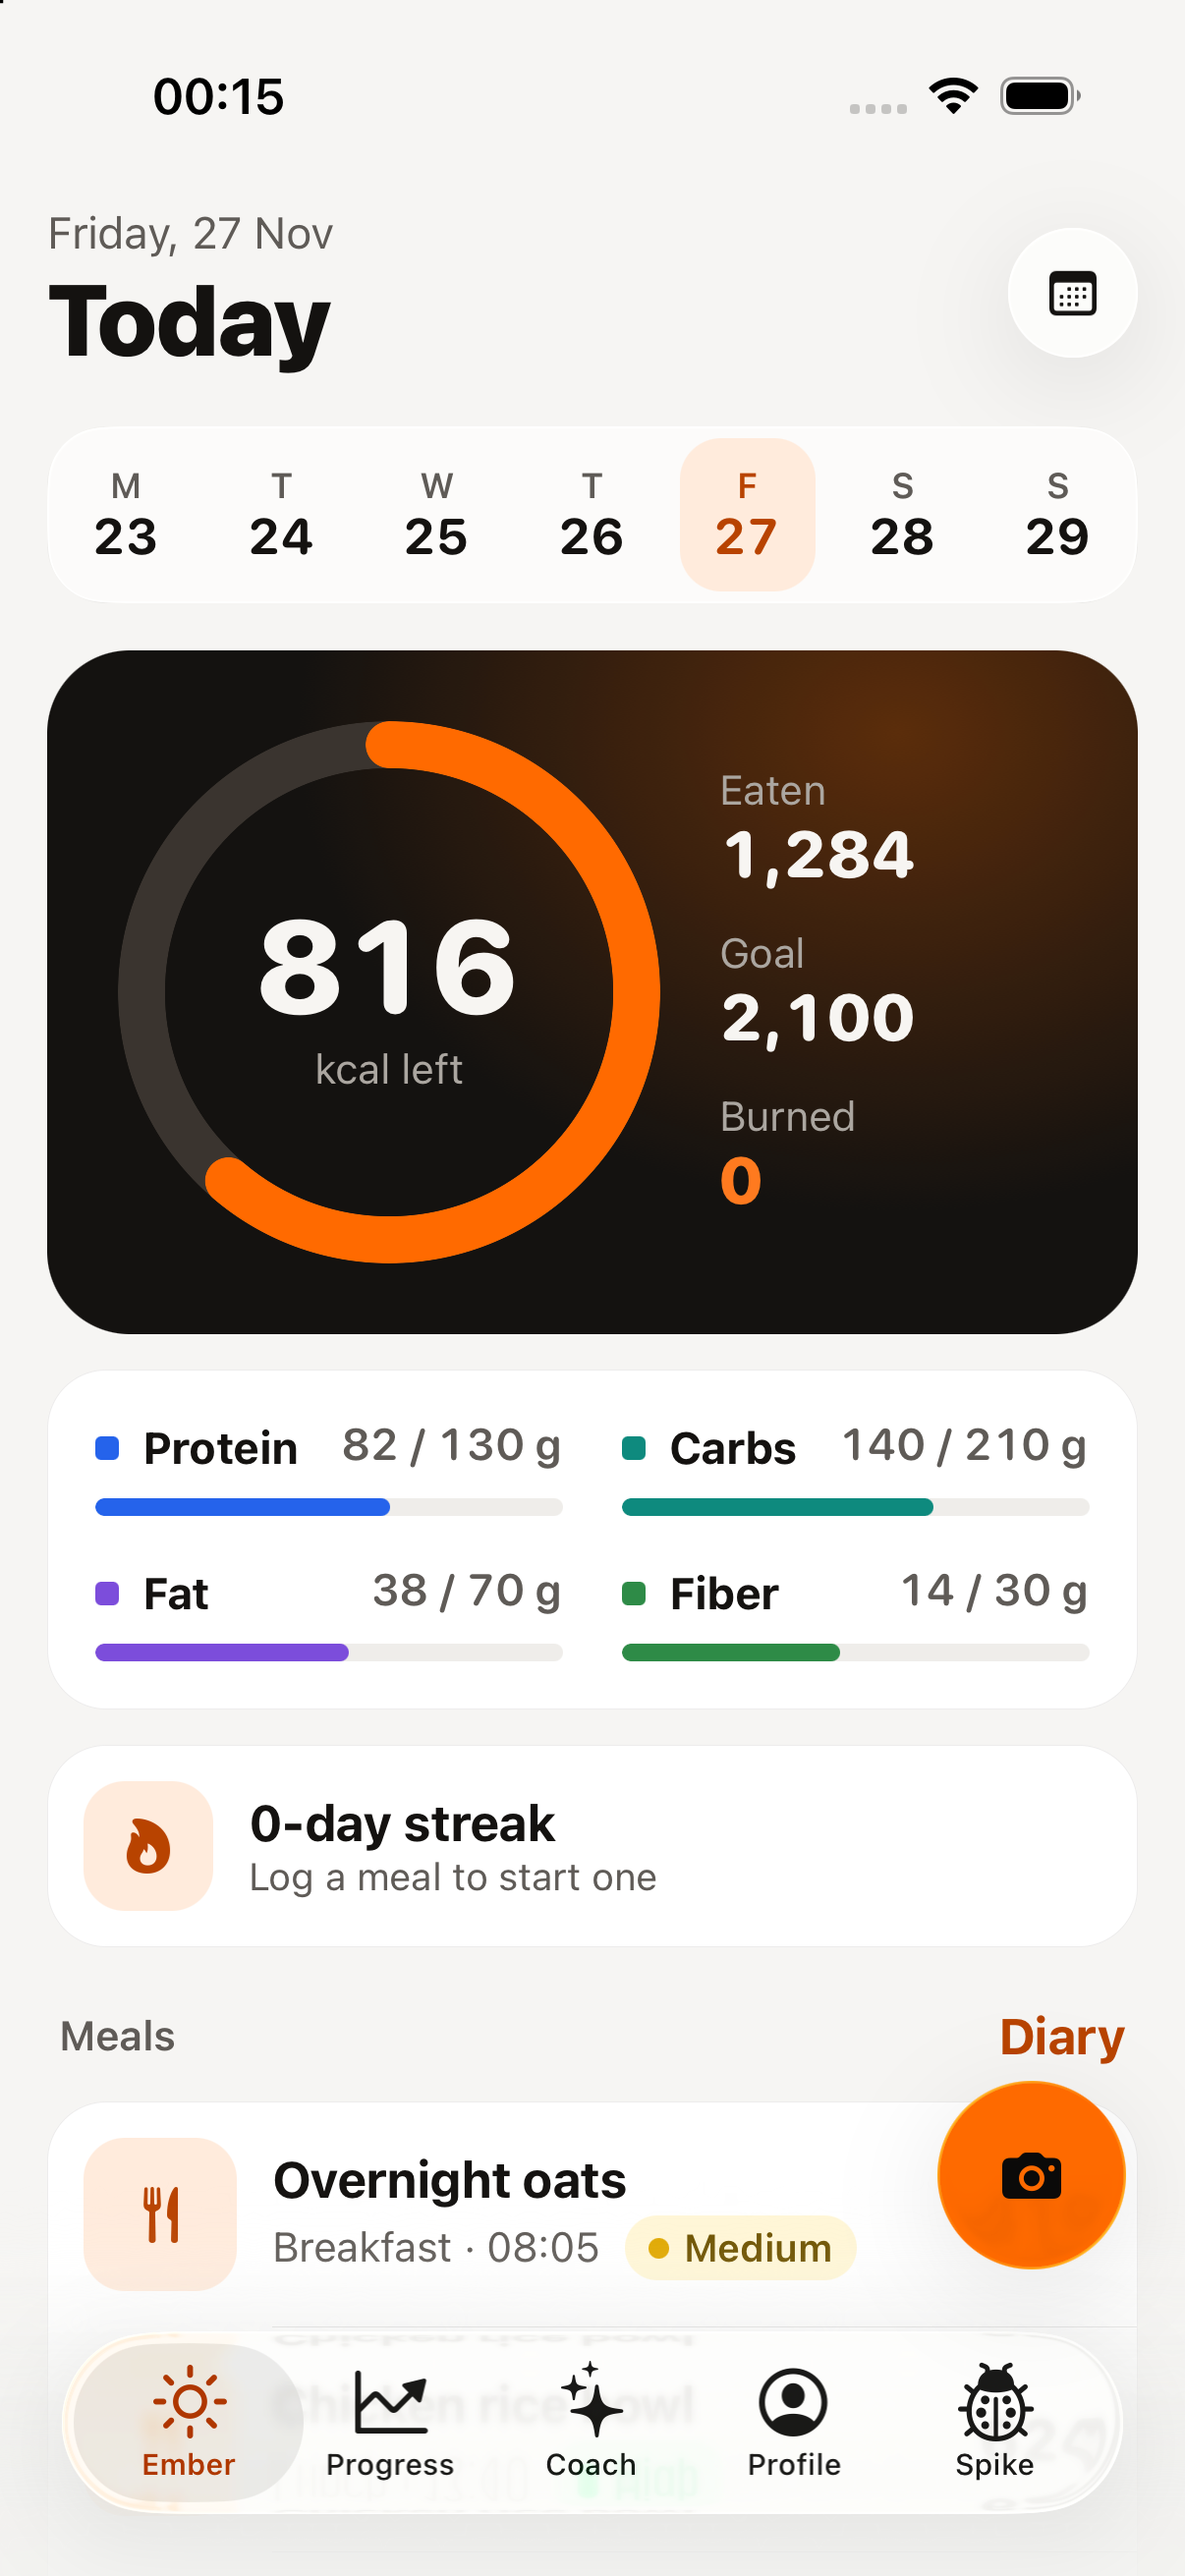 00:15
Friday, 27 Nov
Today
M T W T F S S
23 24 25 26 27 28 29
816
kcal left
Eaten
1,284
Goal
2,100
Burned
0
Protein 82 / 130 g
Carbs 140 / 210 g
Fat 38 / 70 g
Fiber 14 / 30 g
0-day streak
Log a meal to start one
Meals
Diary
Overnight oats
Breakfast · 08:05 Medium
Chicken rice bowl
Ember Progress Coach Profile Spike